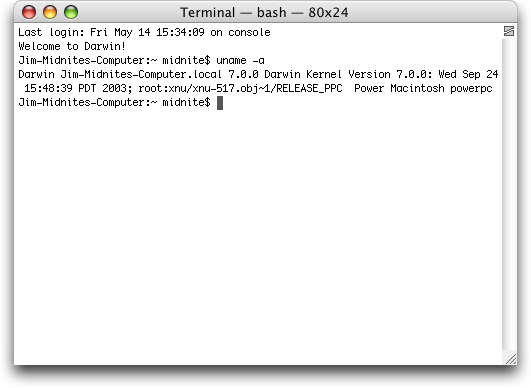 Terminal — bash — 80x24
Last login: Fri May 14 15:34:09 on console
Welcome to Darwin!
Jim-Midnites-Computer:~ midnite$ uname -a
Darwin Jim-Midnites-Computer.local 7.0.0 Darwin Kernel Version 7.0.0: Wed Sep 24
 15:48:39 PDT 2003; root:xnu/xnu-517.obj~1/RELEASE_PPC  Power Macintosh powerpc
Jim-Midnites-Computer:~ midnite$